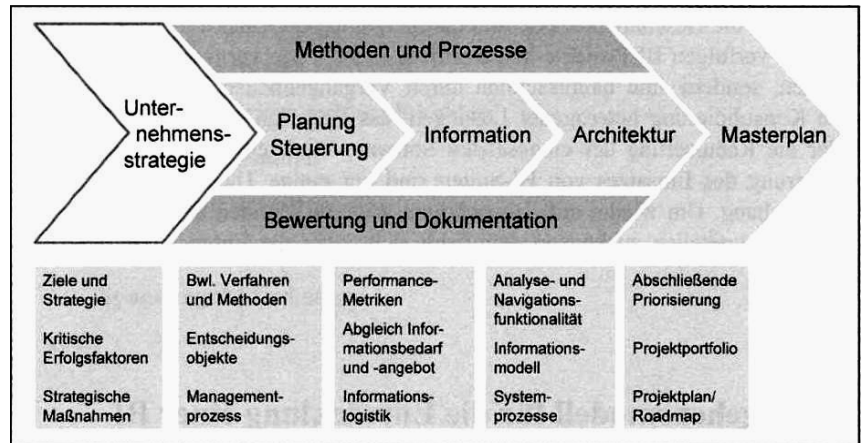 Methoden und Prozesse
Unter-
nehmens-
strategie
Planung
Steuerung
Information
Architektur
Masterplan
Bewertung und Dokumentation
Ziele und
Strategie
Kritische
Erfolgsfaktoren
Strategische
Maßnahmen
Bwl. Verfahren
und Methoden
Entscheidungs-
objekte
Management-
prozess
Performance-
Metriken
Abgleich Infor-
mationsbedarf
und -angebot
Informations-
logistik
Analyse- und
Navigations-
funktionalität
Informations-
modell
System-
prozesse
Abschließende
Priorisierung
Projektportfolio
Projektplan/
Roadmap